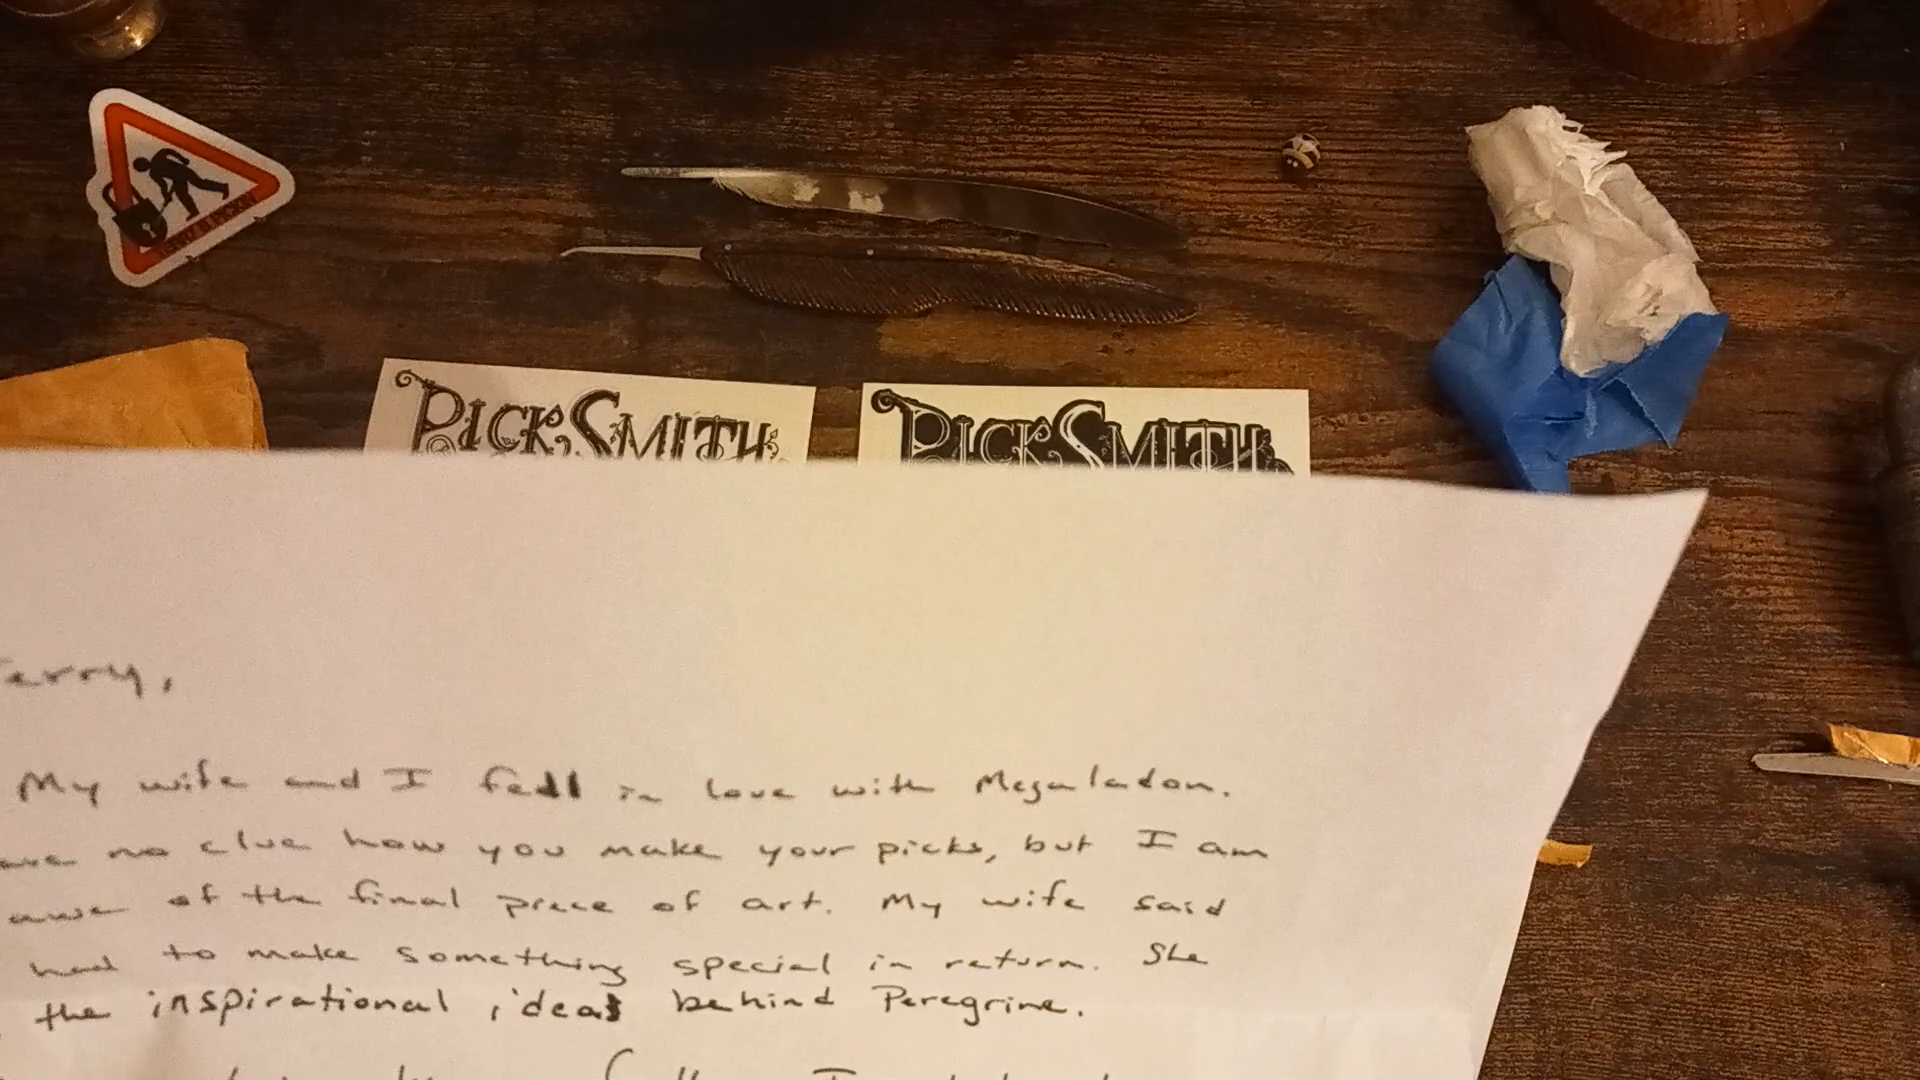 PICKSMITH
PICKSMITH
Terry,
My wife and I fell in love with Megaladon.
no clue how you make your picks, but I am
awe of the final piece of art. My wife said
had to make something special in return. She
the inspirational ideas behind Peregrine.